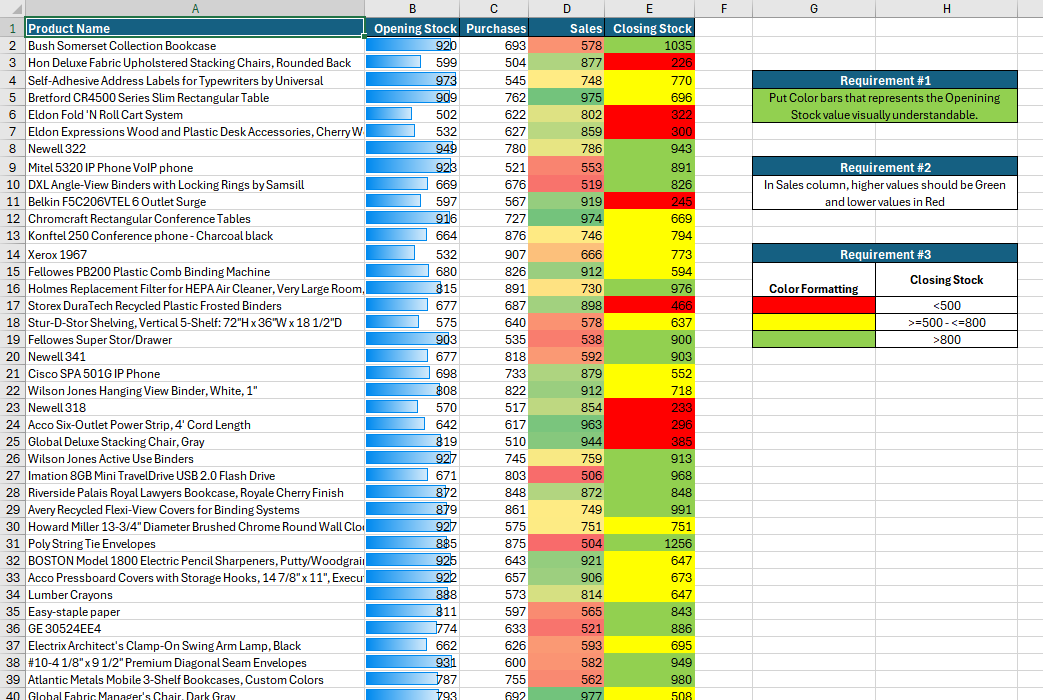 A B C D E F G H
1 Product Name Opening Stock Purchases Sales Closing Stock
2 Bush Somerset Collection Bookcase 920 693 578 1035
3 Hon Deluxe Fabric Upholstered Stacking Chairs, Rounded Back 599 504 877 226
4 Self-Adhesive Address Labels for Typewriters by Universal 973 545 748 770 Requirement #1
5 Bretford CR4500 Series Slim Rectangular Table 909 762 975 696 Put Color bars that represents the Openining
6 Eldon Fold 'N Roll Cart System 502 622 802 322 Stock value visually understandable.
7 Eldon Expressions Wood and Plastic Desk Accessories, Cherry W 532 627 859 300
8 Newell 322 949 780 786 943
9 Mitel 5320 IP Phone VoIP phone 923 521 553 891 Requirement #2
10 DXL Angle-View Binders with Locking Rings by Samsill 669 676 519 826 In Sales column, higher values should be Green
11 Belkin F5C206VTEL 6 Outlet Surge 597 567 919 245 and lower values in Red
12 Chromcraft Rectangular Conference Tables 916 727 974 669
13 Konftel 250 Conference phone - Charcoal black 664 876 746 794
14 Xerox 1967 532 907 666 773 Requirement #3
15 Fellowes PB200 Plastic Comb Binding Machine 680 826 912 594 Closing Stock
16 Holmes Replacement Filter for HEPA Air Cleaner, Very Large Room, 815 891 730 976 Color Formatting
17 Storex DuraTech Recycled Plastic Frosted Binders 677 687 898 466 <500
18 Stur-D-Stor Shelving, Vertical 5-Shelf: 72"H x 36"W x 18 1/2"D 575 640 578 637 >=500 - <=800
19 Fellowes Super Stor/Drawer 903 535 538 900 >800
20 Newell 341 677 818 592 903
21 Cisco SPA 501G IP Phone 698 733 879 552
22 Wilson Jones Hanging View Binder, White, 1" 808 822 912 718
23 Newell 318 570 517 854 233
24 Acco Six-Outlet Power Strip, 4' Cord Length 642 617 963 296
25 Global Deluxe Stacking Chair, Gray 819 510 944 385
26 Wilson Jones Active Use Binders 927 745 759 913
27 Imation 8GB Mini TravelDrive USB 2.0 Flash Drive 671 803 506 968
28 Riverside Palais Royal Lawyers Bookcase, Royale Cherry Finish 872 848 872 848
29 Avery Recycled Flexi-View Covers for Binding Systems 879 861 749 991
30 Howard Miller 13-3/4" Diameter Brushed Chrome Round Wall Clo 927 575 751 751
31 Poly String Tie Envelopes 885 875 504 1256
32 BOSTON Model 1800 Electric Pencil Sharpeners, Putty/Woodgrai 925 643 921 647
33 Acco Pressboard Covers with Storage Hooks, 14 7/8" x 11", Execu 922 657 906 673
34 Lumber Crayons 888 573 814 647
35 Easy-staple paper 811 597 565 843
36 GE 30524EE4 774 633 521 886
37 Electrix Architect's Clamp-On Swing Arm Lamp, Black 662 626 593 695
38 #10-4 1/8" x 9 1/2" Premium Diagonal Seam Envelopes 931 600 582 949
39 Atlantic Metals Mobile 3-Shelf Bookcases, Custom Colors 787 755 562 980
40 Global Fabric Manager's Chair, Dark Gray 793 692 977 508